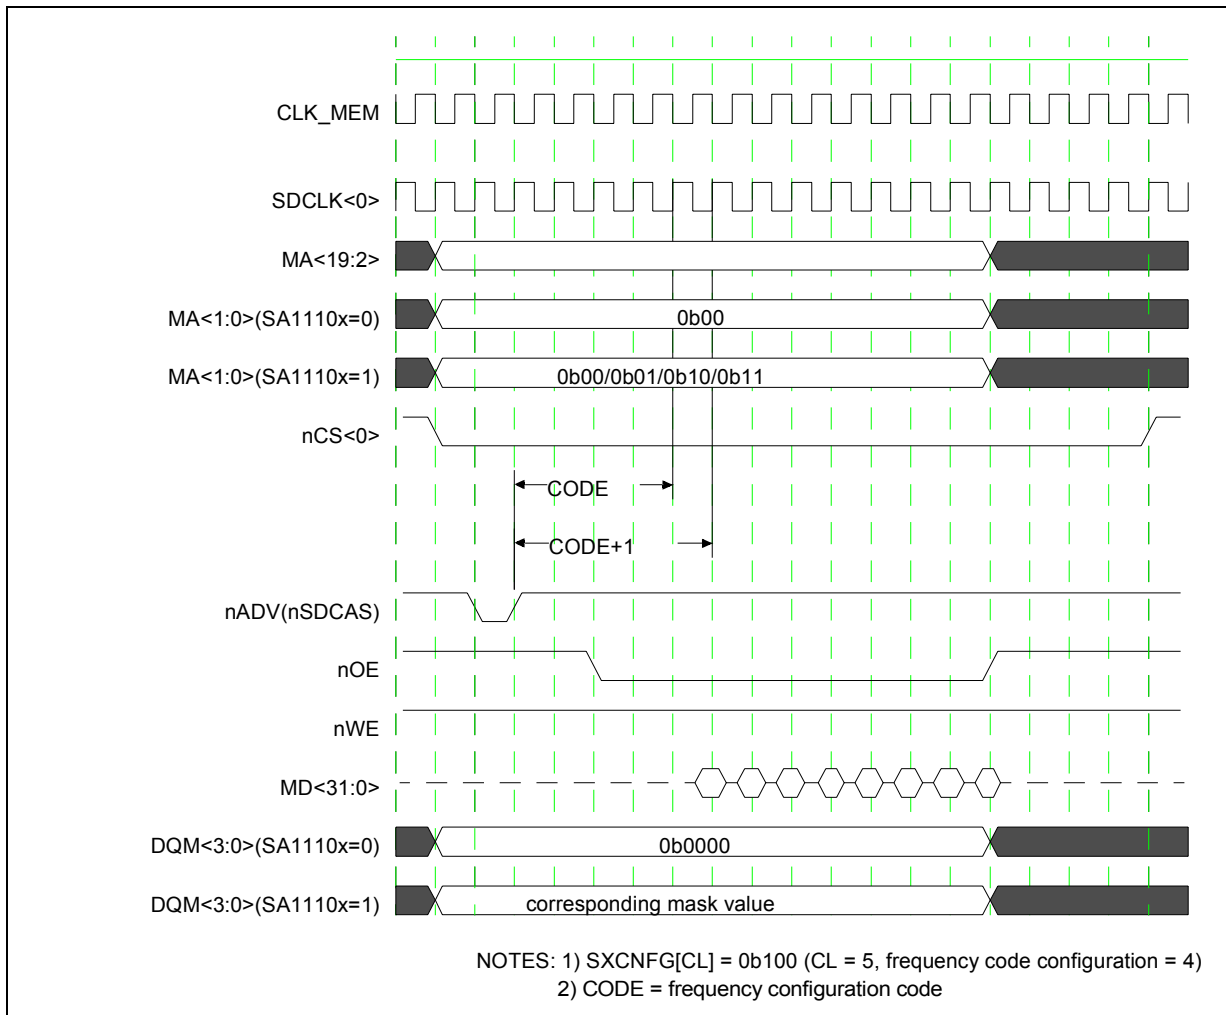 CLK_MEM
SDCLK<0>
MA<19:2>
MA<1:0>(SA1110x=0)
0b00
MA<1:0>(SA1110x=1)
0b00/0b01/0b10/0b11
nCS<0>
CODE
CODE+1
nADV(nSDCAS)
nOE
nWE
MD<31:0>
DQM<3:0>(SA1110x=0)
0b0000
DQM<3:0>(SA1110x=1)
corresponding mask value
NOTES: 1) SXCNFG[CL] = 0b100 (CL = 5, frequency code configuration = 4)
2) CODE = frequency configuration code